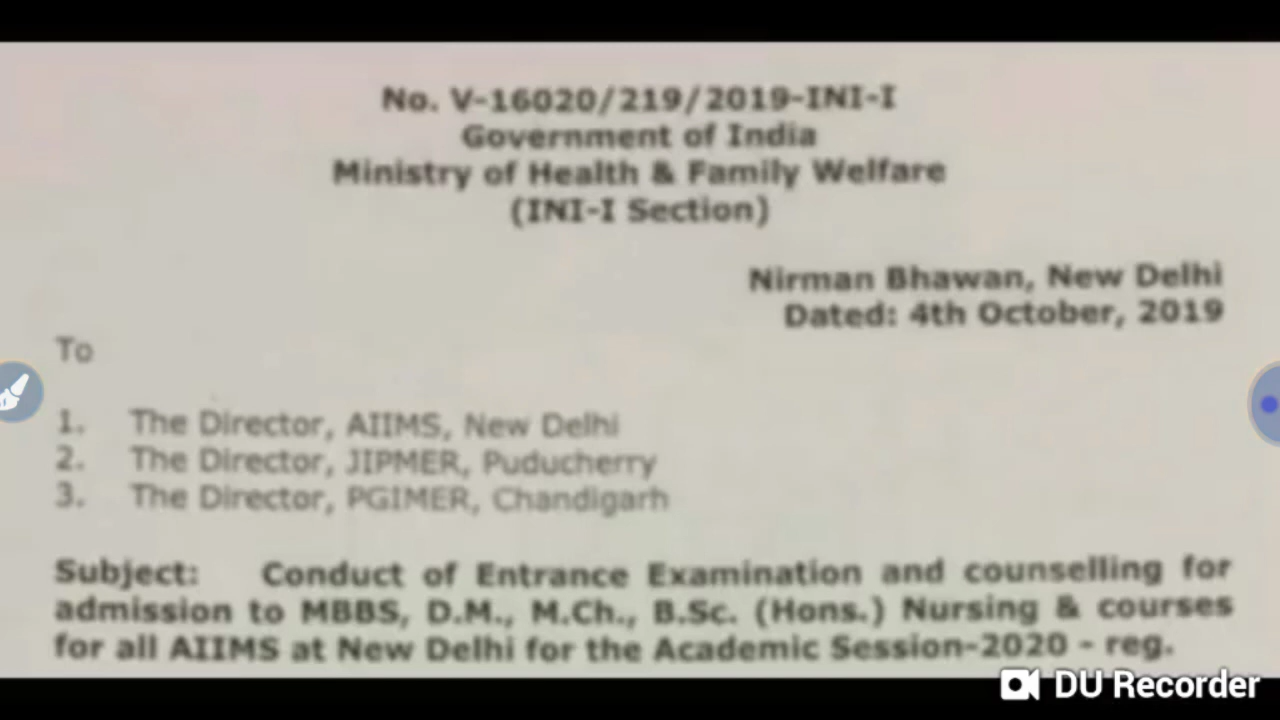 No. V-16020/219/2019-INI-I
Government of India
Ministry of Health & Family Welfare
(INI-I Section)
Nirman Bhawan, New Delhi
Dated: 4th October, 2019
To
1. The Director, AIIMS, New Delhi
2. The Director, JIPMER, Puducherry
3. The Director, PGIMER, Chandigarh
Subject: Conduct of Entrance Examination and counselling for
admission to MBBS, D.M., M.Ch., B.Sc. (Hons.) Nursing & courses
for all AIIMS at New Delhi for the Academic Session-2020 - reg.
DU Recorder